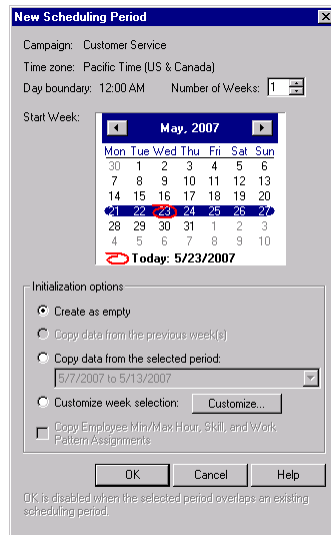 New Scheduling Period
Campaign: Customer Service
Time zone: Pacific Time (US & Canada)
Day boundary: 12:00 AM Number of Weeks: 1
Start Week:
May, 2007
Mon Tue Wed Thu Fri Sat Sun
30 1 2 3 4 5 6
7 8 9 10 11 12 13
14 15 16 17 18 19 20
21 22 23 24 25 26 27
28 29 30 31 1 2 3
4 5 6 7 8 9 10
Today: 5/23/2007
Initialization options
Create as empty
Copy data from the previous week(s)
Copy data from the selected period:
5/7/2007 to 5/13/2007
Customize week selection: Customize...
Copy Employee Min/Max Hour, Skill, and Work
Pattern Assignments
OK Cancel Help
OK is disabled when the selected period overlaps an existing
scheduling period.